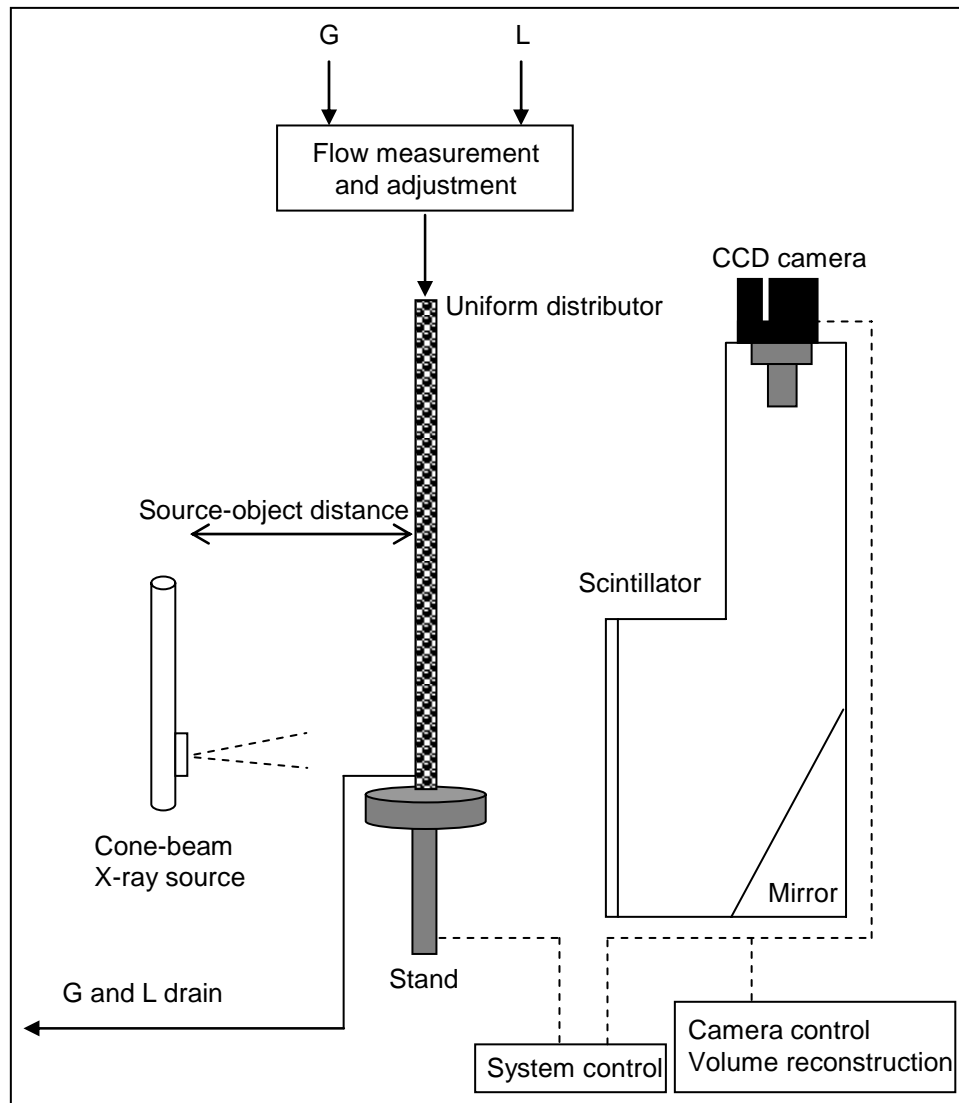 G
L
Flow measurement
and adjustment
CCD camera
Uniform distributor
Source-object distance
Scintillator
Cone-beam
X-ray source
Mirror
Stand
G and L drain
System control
Camera control
Volume reconstruction